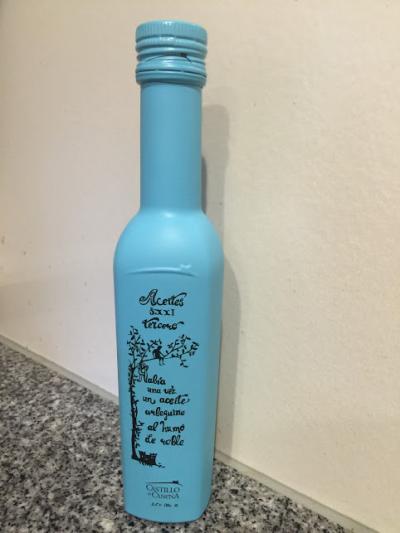 Aceites
SXXI
tercero
Había
una vez
un aceite
arbequino
al humo
de roble
CASTILLO
DE CANENA